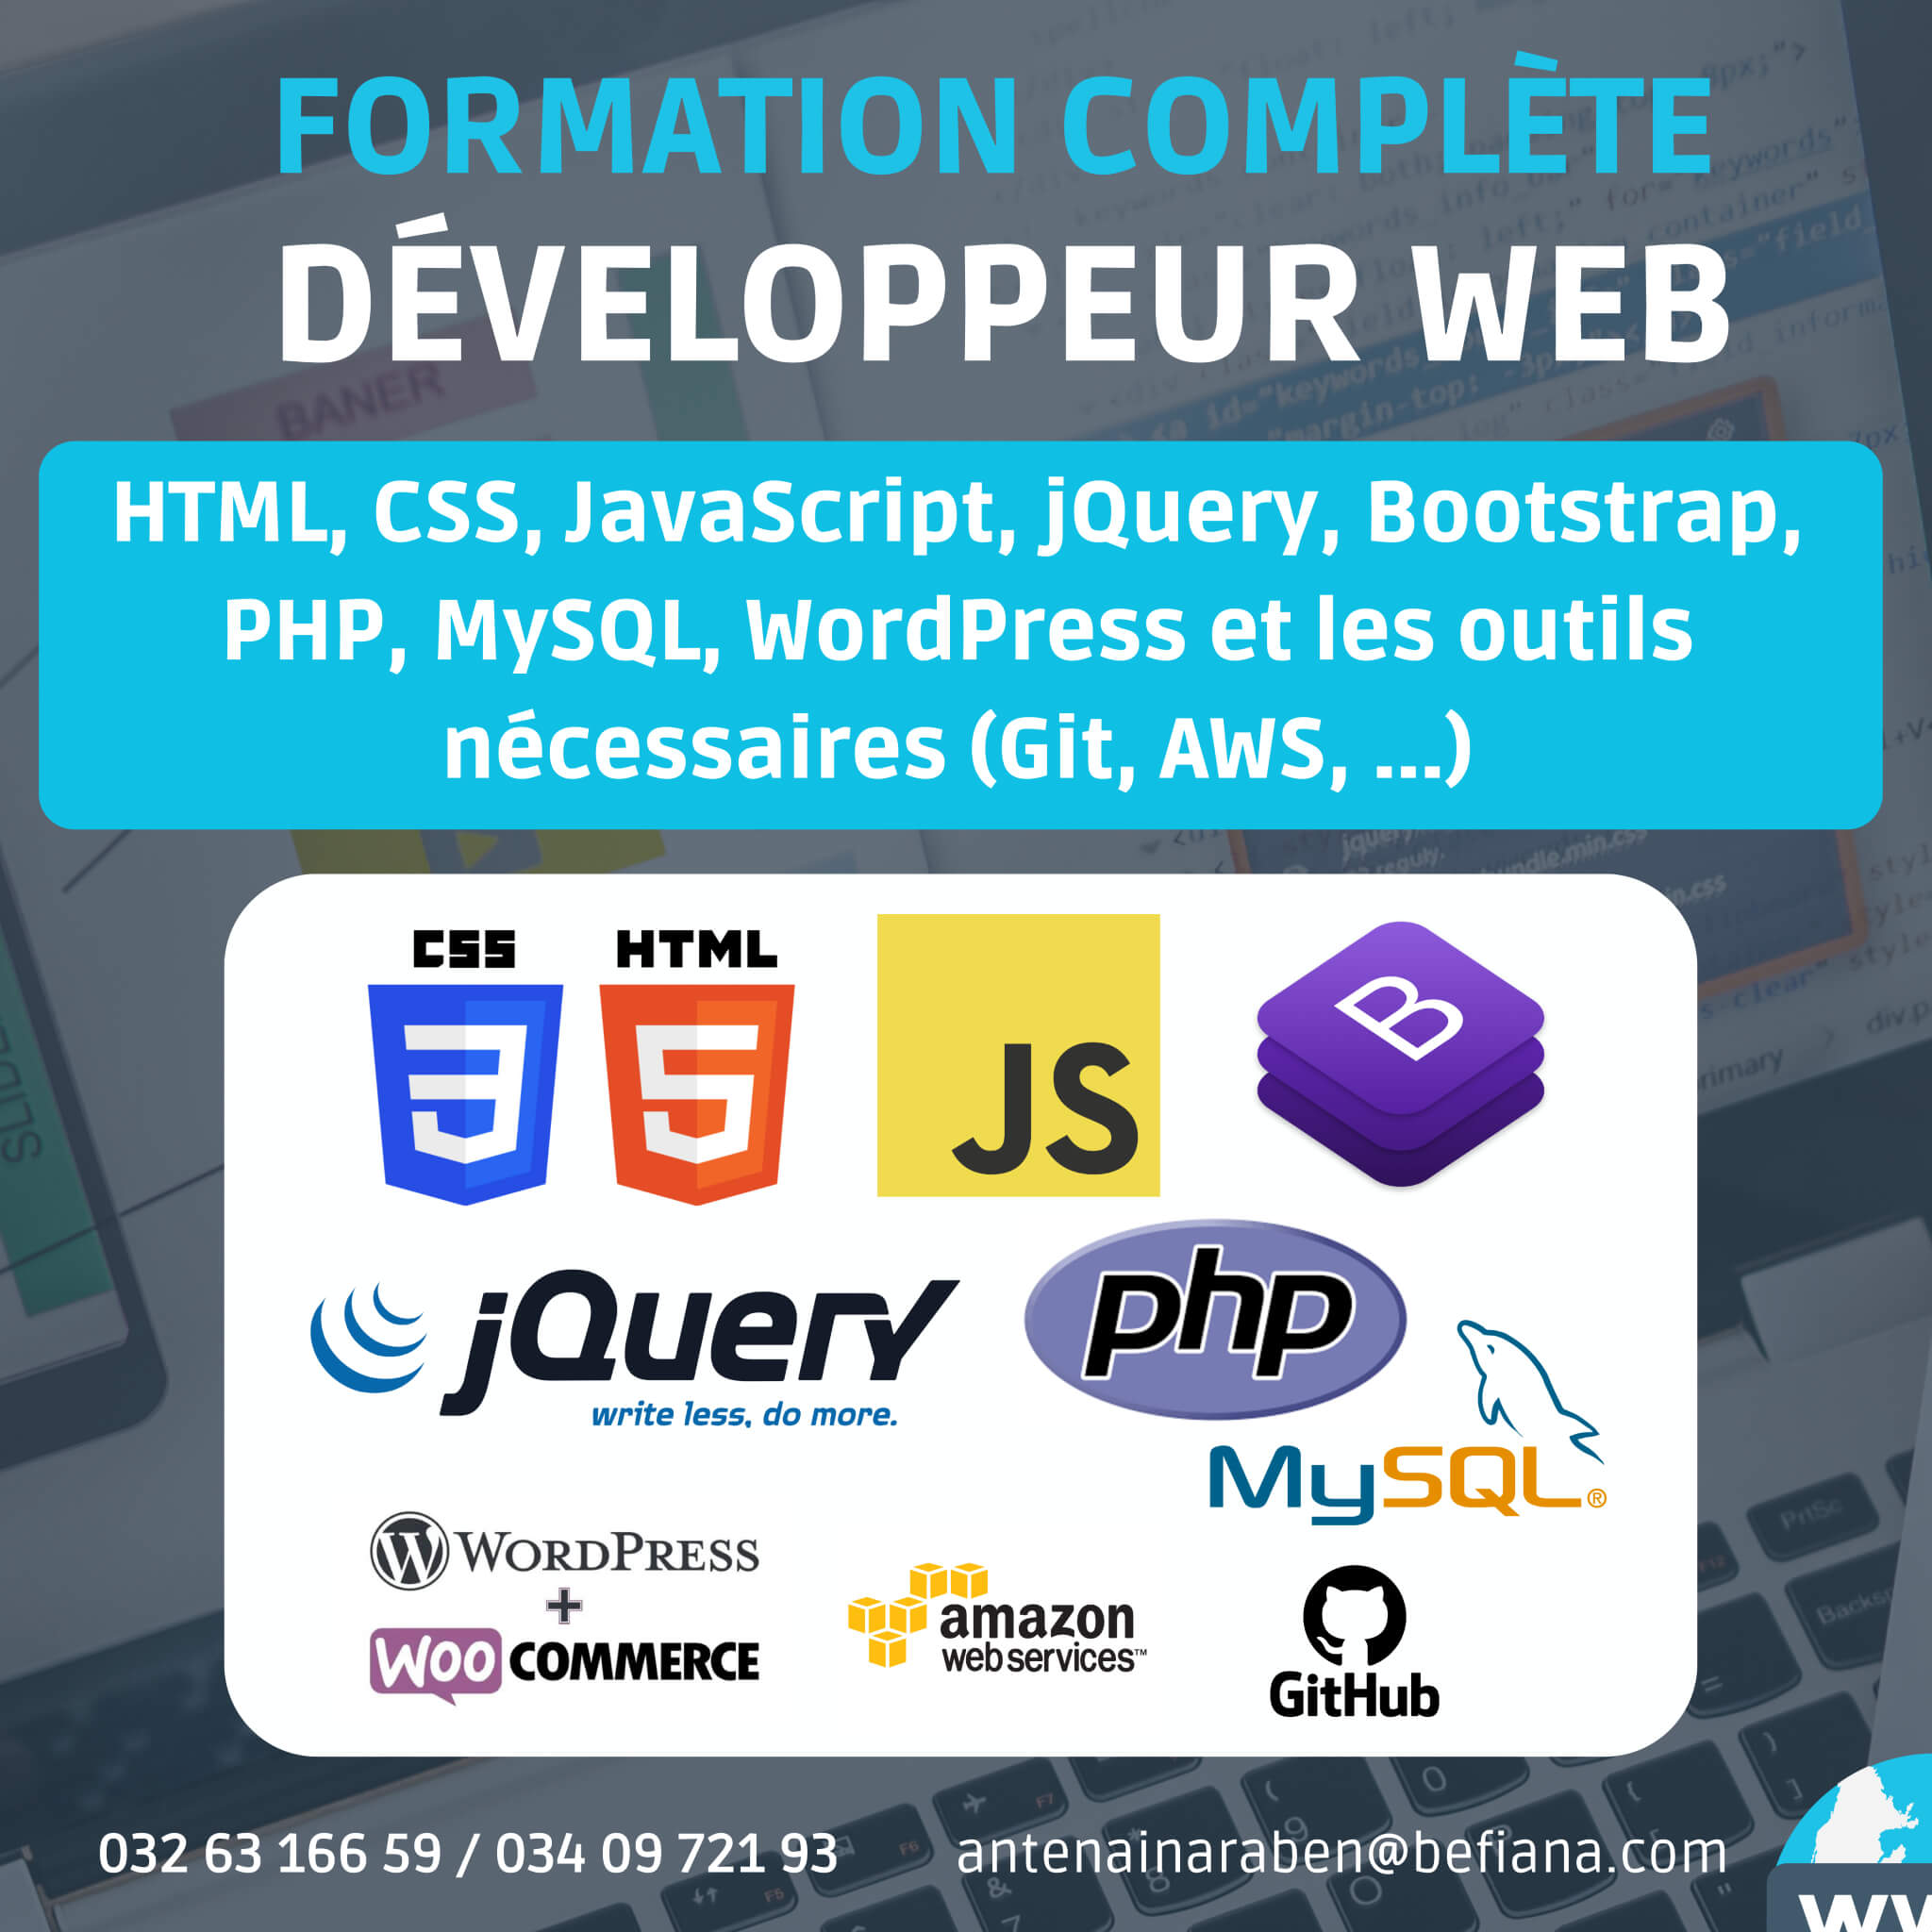 FORMATION COMPLÈTE
DÉVELOPPEUR WEB
BANER
HTML, CSS, JavaScript, jQuery, Bootstrap,
PHP, MySQL, WordPress et les outils
nécessaires (Git, AWS, ...)
CSS HTML
JS
B
jQuery
write less, do more.
php
MySQL®
WORDPRESS
+
WOO COMMERCE
amazon
web services™
GitHub
032 63 166 59 / 034 09 721 93
antenainaraben@befiana.com